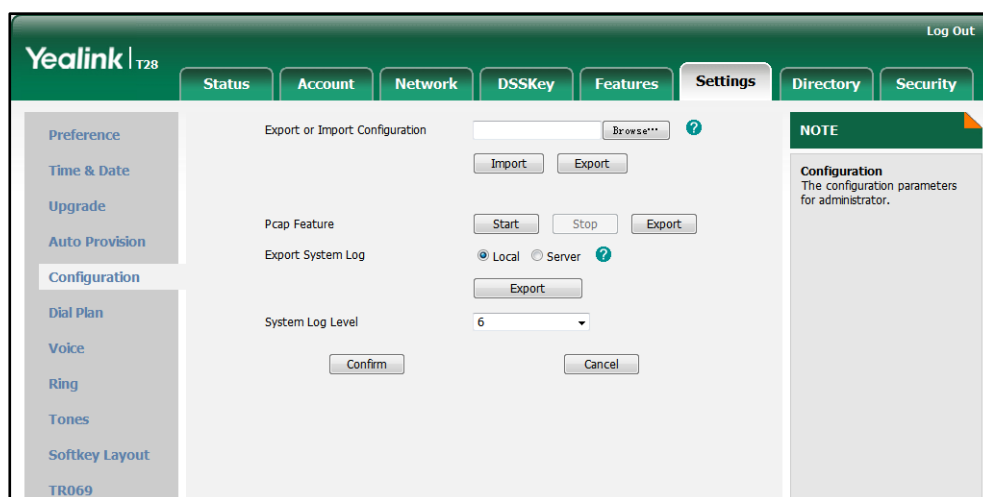 Log Out
Yealink T28
Status Account Network DSSKey Features Settings Directory Security
Preference
Time & Date
Upgrade
Auto Provision
Configuration
Dial Plan
Voice
Ring
Tones
Softkey Layout
TR069
Export or Import Configuration Browse... ?
Import Export
Pcap Feature Start Stop Export
Export System Log Local Server ?
Export
System Log Level 6
Confirm Cancel
NOTE
Configuration
The configuration parameters
for administrator.